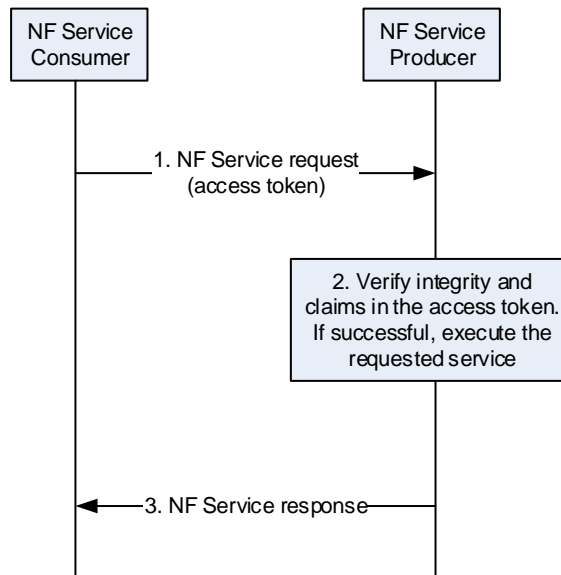 NF Service
Consumer
NF Service
Producer
1. NF Service request
(access token)
2. Verify integrity and
claims in the access token.
If successful, execute the
requested service
3. NF Service response